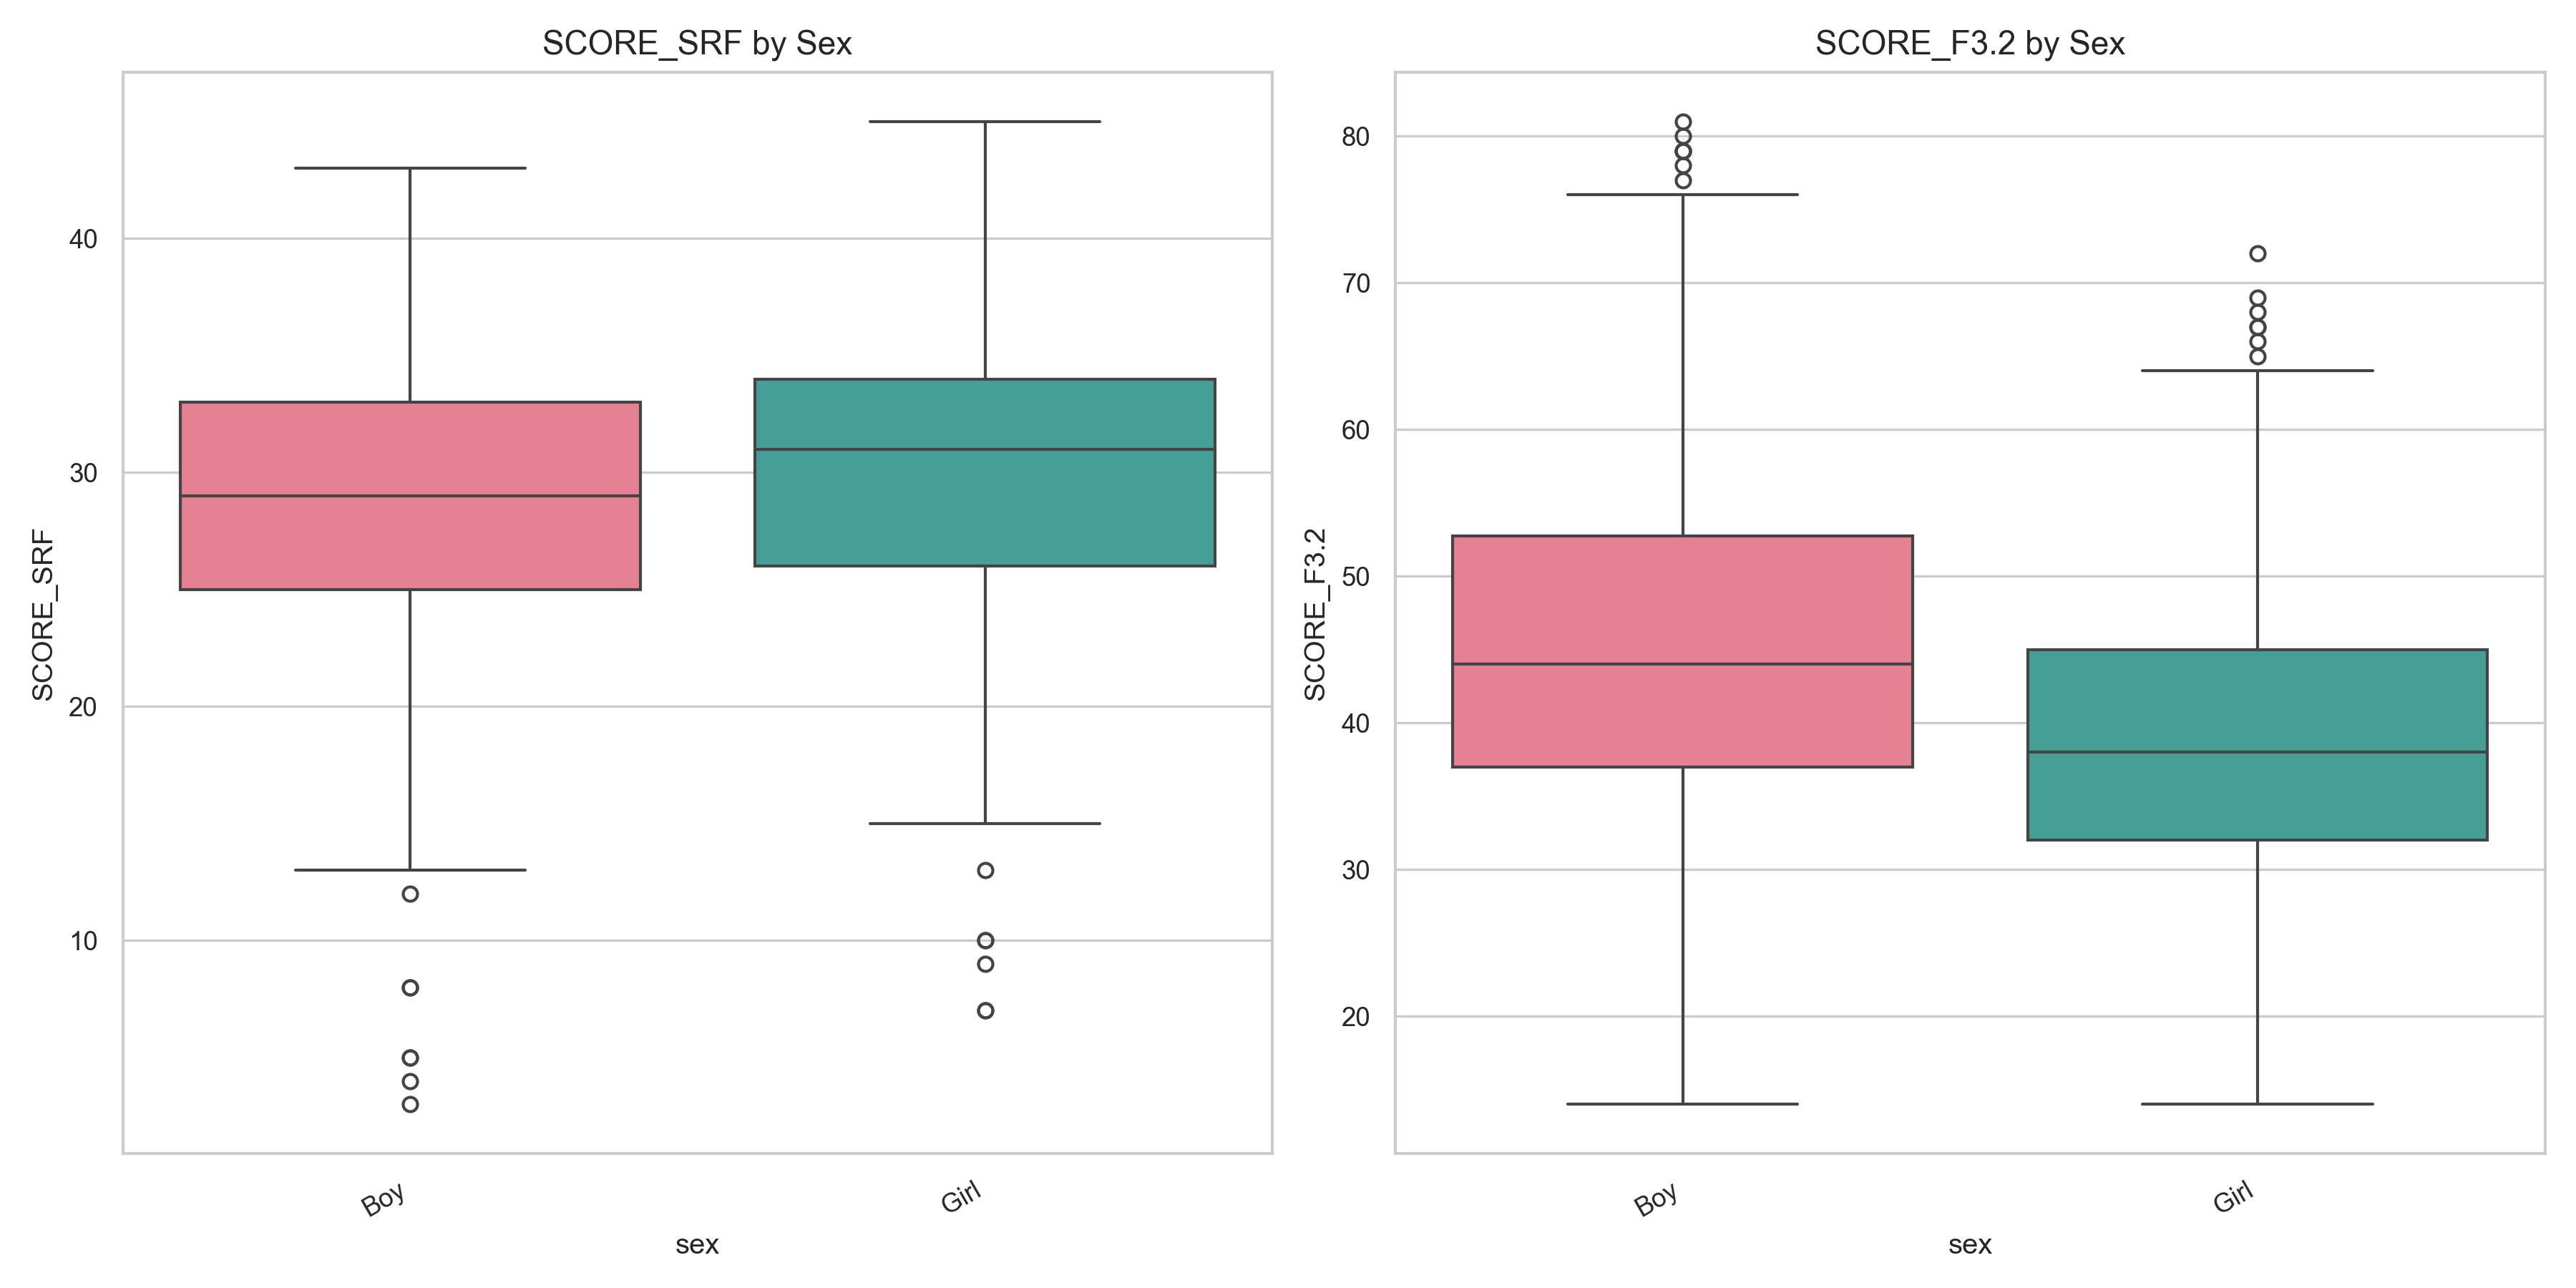 SCORE_SRF by Sex
SCORE_SRF
40
30
20
10
Boy
Girl
sex
SCORE_F3.2 by Sex
SCORE_F3.2
80
70
60
50
40
30
20
Boy
Girl
sex